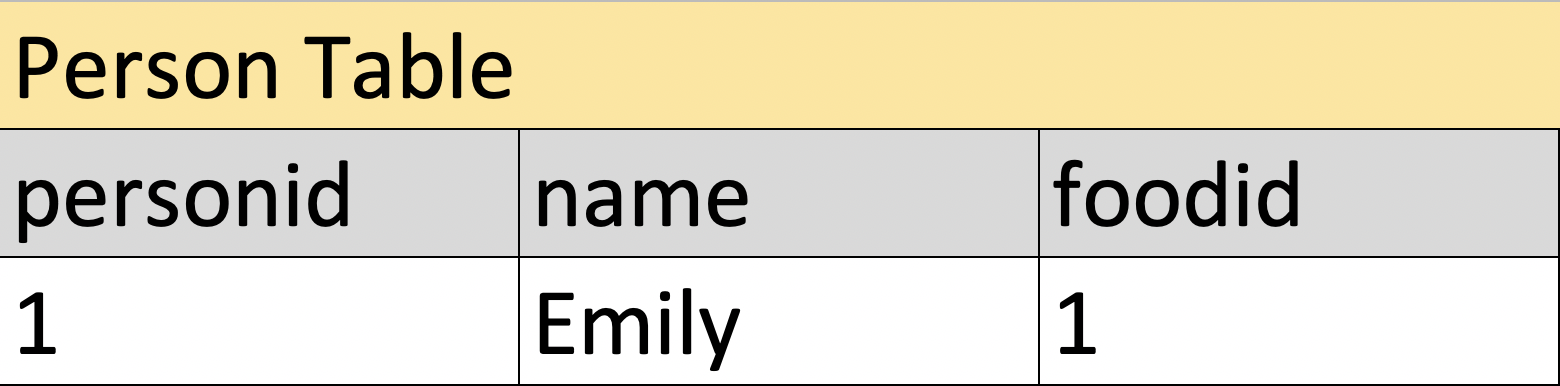 Person Table
personid name foodid
1 Emily 1